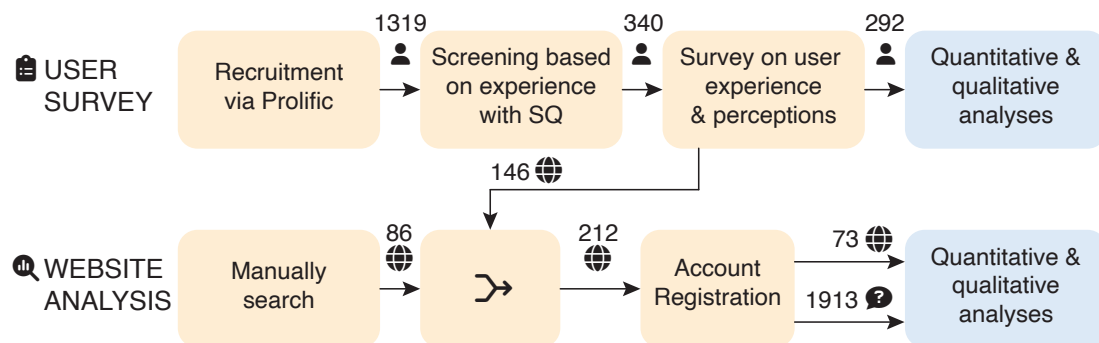 USER
SURVEY
Recruitment
via Prolific
1319
Screening based
on experience
with SQ
340
Survey on user
experience
& perceptions
292
Quantitative &
qualitative
analyses
146
WEBSITE
ANALYSIS
Manually
search
86
212
Account
Registration
73
1913
Quantitative &
qualitative
analyses